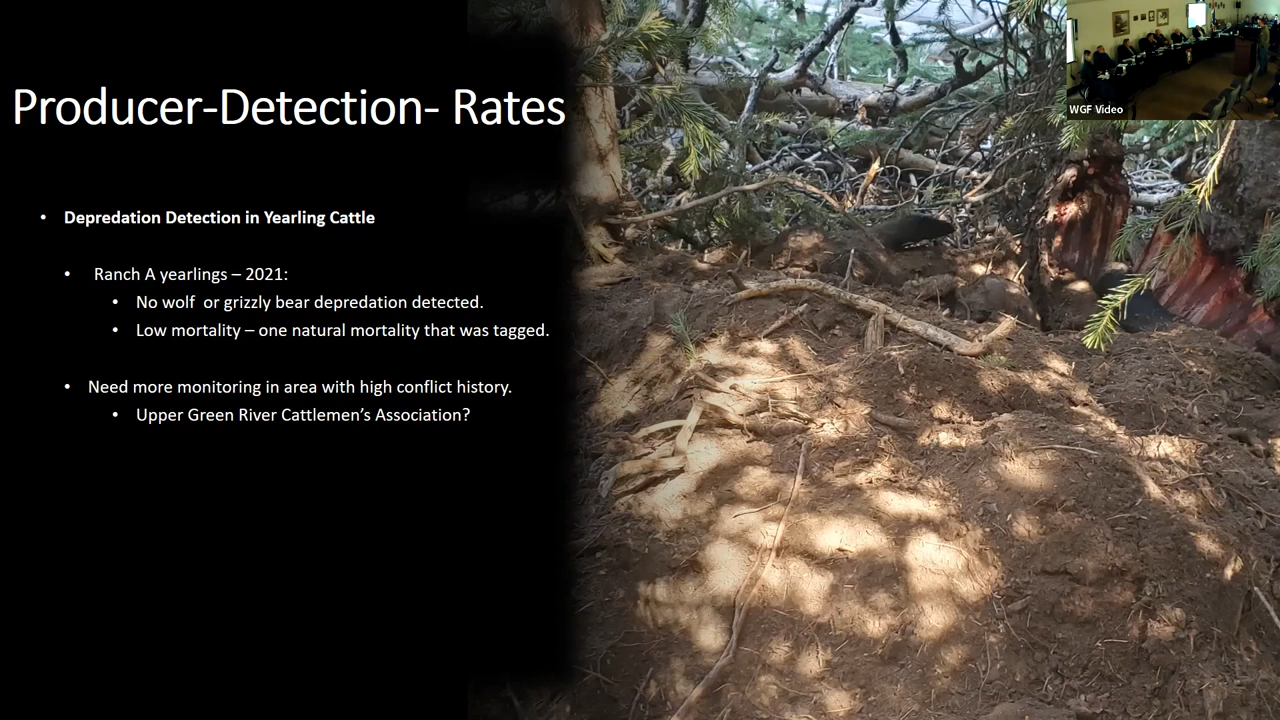 Producer-Detection- Rates
WGF Video
• Depredation Detection in Yearling Cattle
• Ranch A yearlings – 2021:
• No wolf or grizzly bear depredation detected.
• Low mortality – one natural mortality that was tagged.
• Need more monitoring in area with high conflict history.
• Upper Green River Cattlemen's Association?